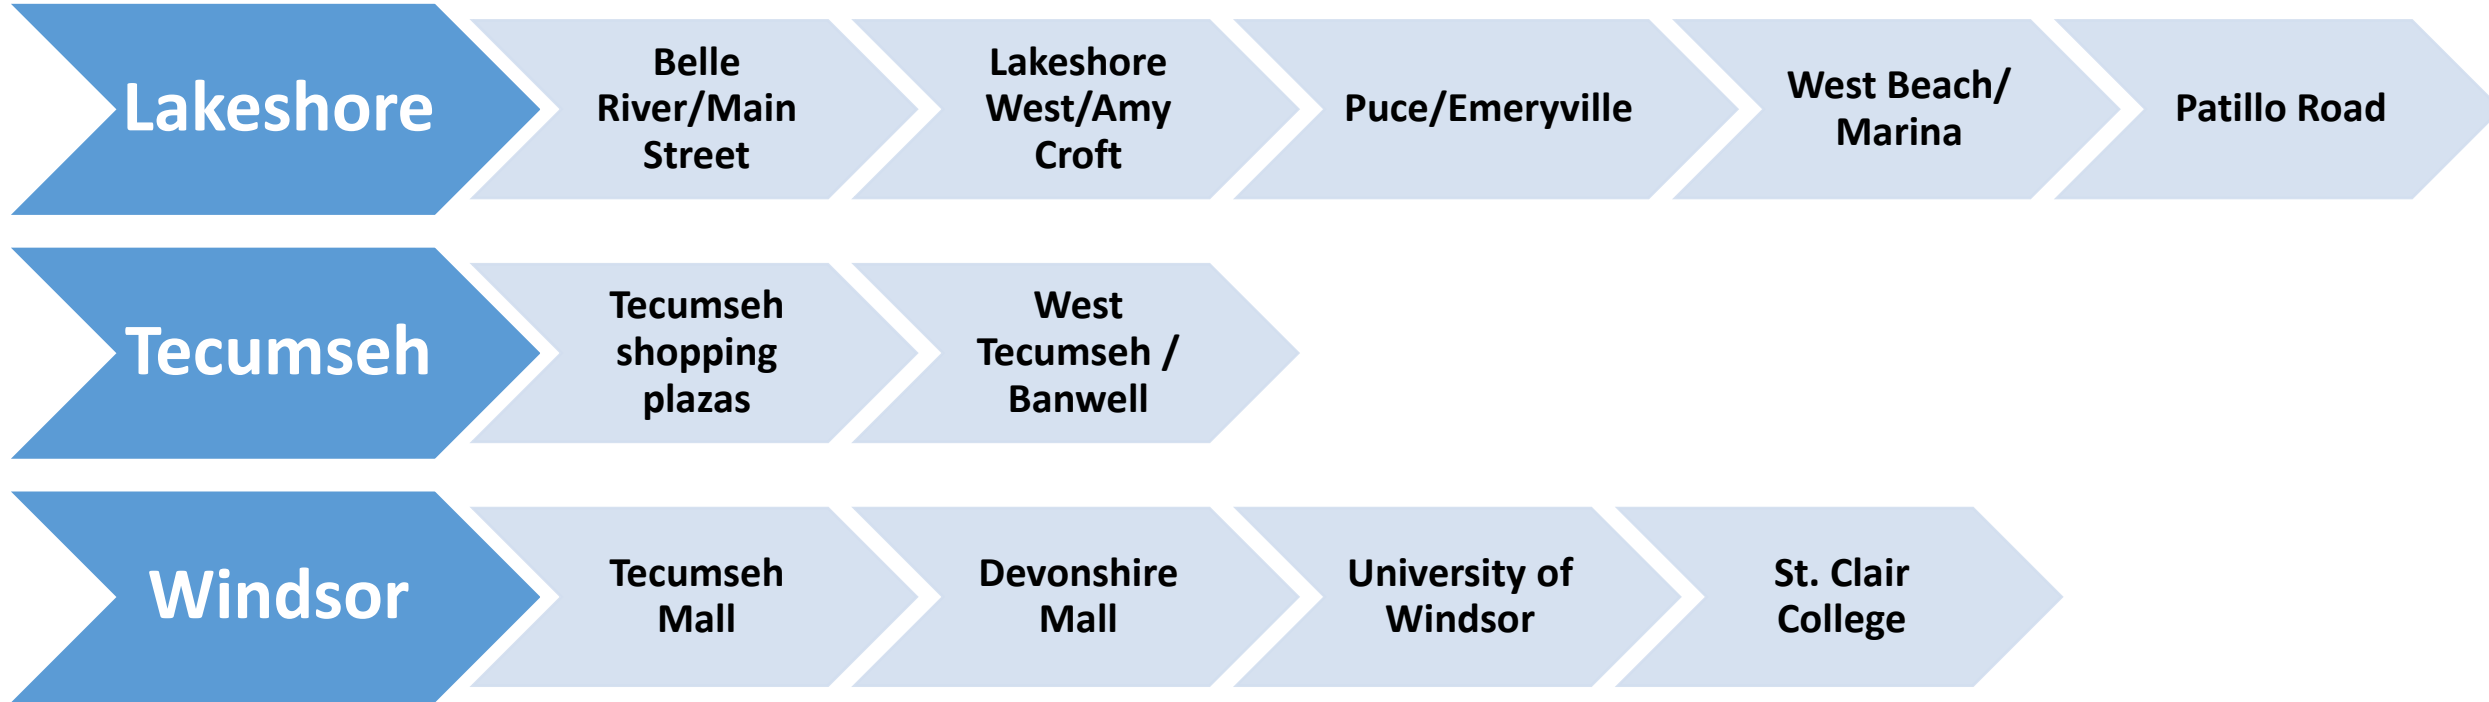 Lakeshore
Belle
River/Main
Street
Lakeshore
West/Amy
Croft
Puce/Emeryville
West Beach/
Marina
Patillo Road
Tecumseh
Tecumseh
shopping
plazas
West
Tecumseh /
Banwell
Windsor
Tecumseh
Mall
Devonshire
Mall
University of
Windsor
St. Clair
College